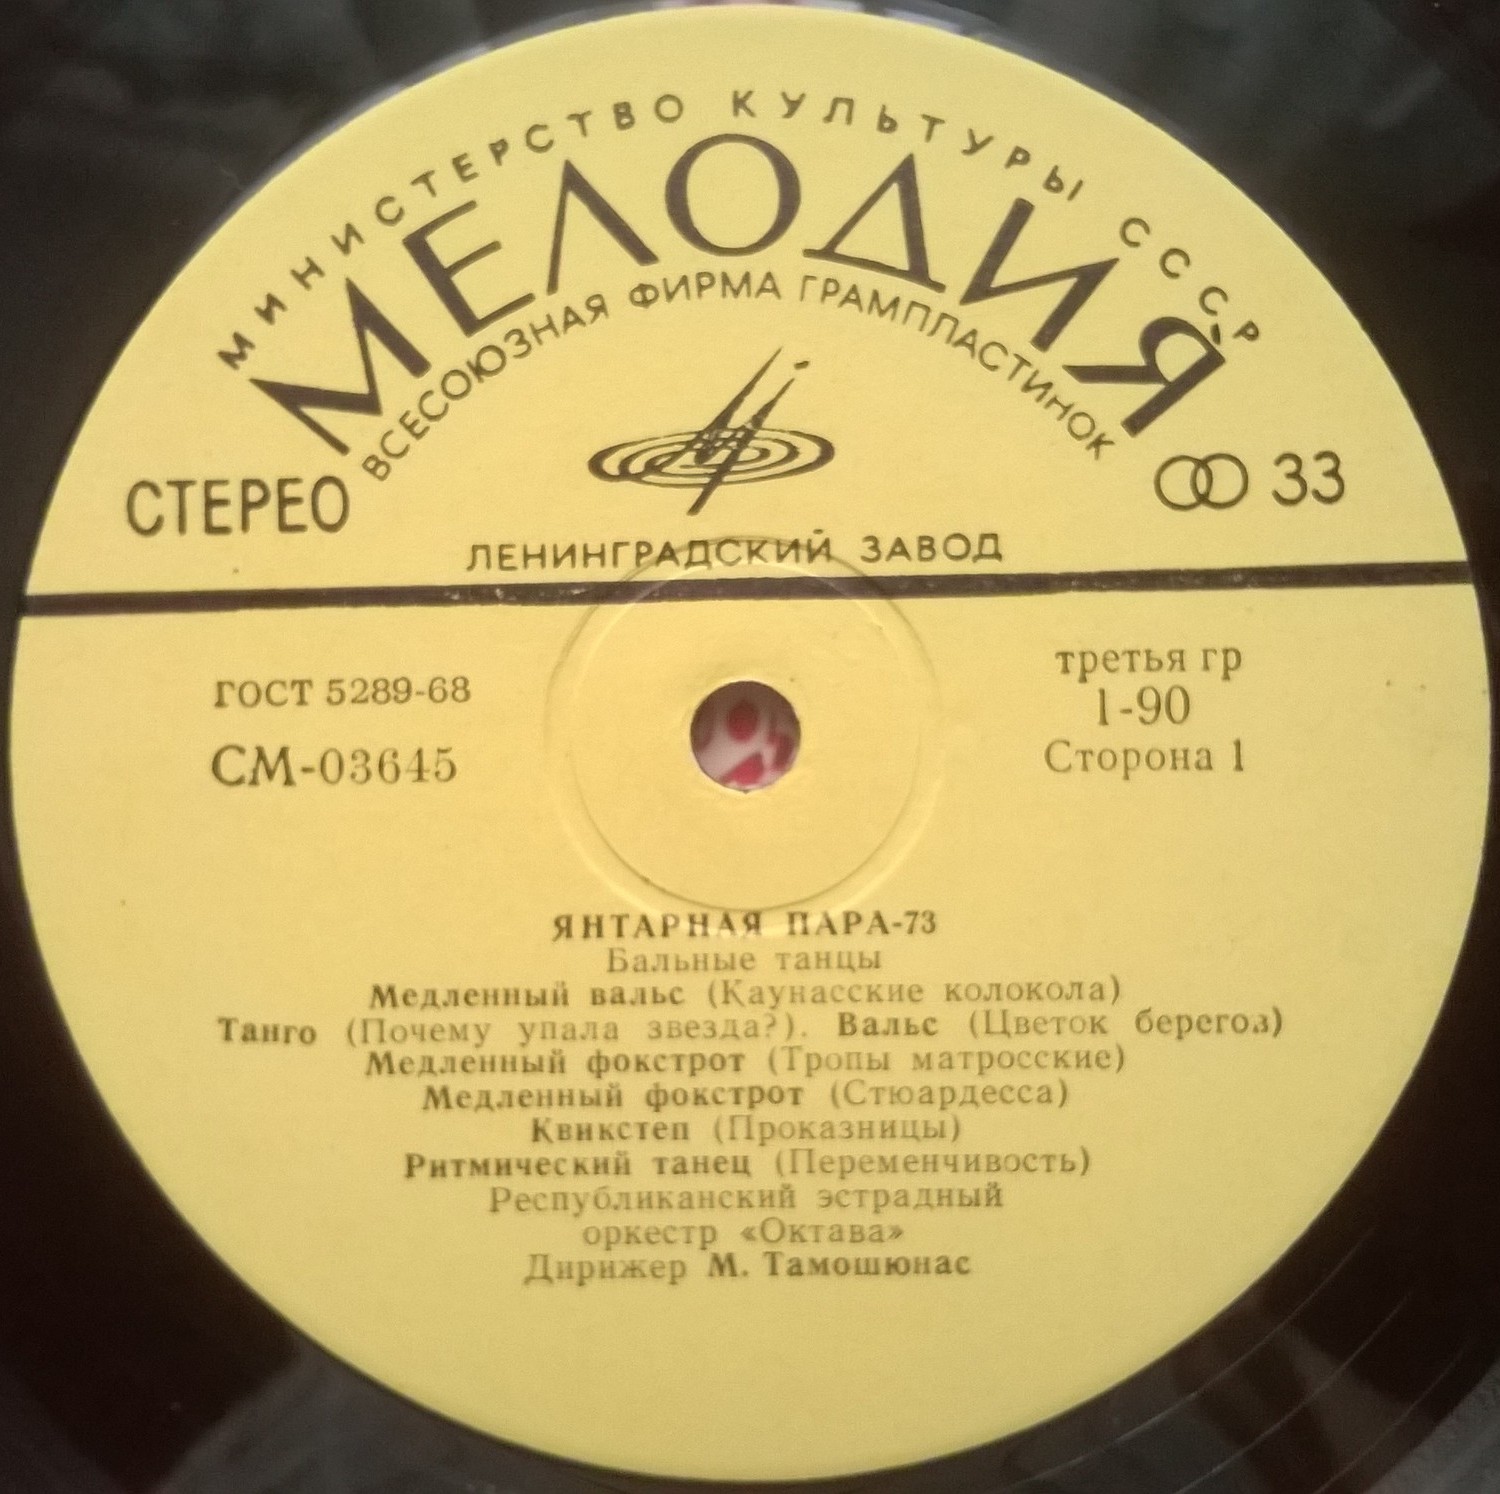 МИНИСТЕРСТВО КУЛЬТУРЫ СССР
МЕЛОДИЯ
ВСЕСОЮЗНАЯ ФИРМА ГРАМПЛАСТИНОК
СТЕРЕО
33
ЛЕНИНГРАДСКИЙ ЗАВОД
ГОСТ 5289-68
СМ-03645
третья гр
1-90
Сторона 1
ЯНТАРНАЯ ПАРА-73
Бальные танцы
Медленный вальс (Каунасские колокола)
Танго (Почему упала звезда?). Вальс (Цветок берегов)
Медленный фокстрот (Тропы матросские)
Медленный фокстрот (Стюардесса)
Квикстеп (Проказницы)
Ритмический танец (Переменчивость)
Республиканский эстрадный
оркестр «Октава»
Дирижер М. Тамошюнас